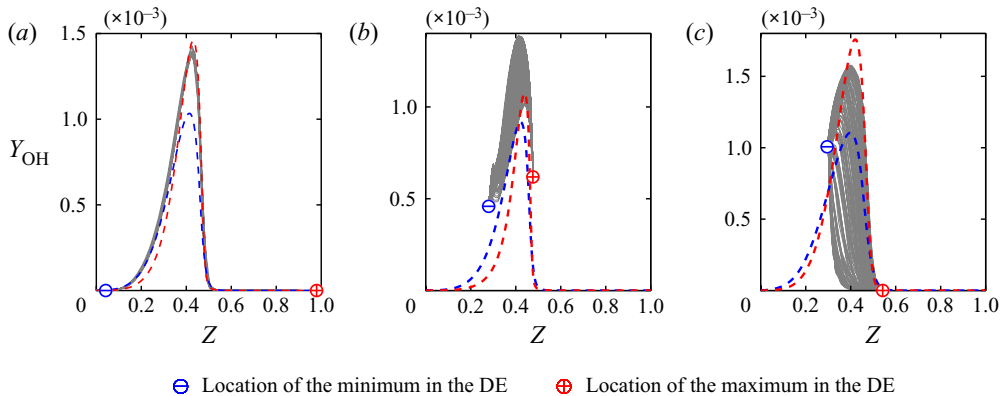 (×10⁻³) (×10⁻³) (×10⁻³)
(a) (b) (c)
1.5 1.0 0.5
1.0 0.5
1.5 1.0 0.5
Y_OH
0 0.2 0.4 0.6 0.8 1.0
0 0.2 0.4 0.6 0.8 1.0
0 0.2 0.4 0.6 0.8 1.0
Z Z Z
Location of the minimum in the DE
Location of the maximum in the DE